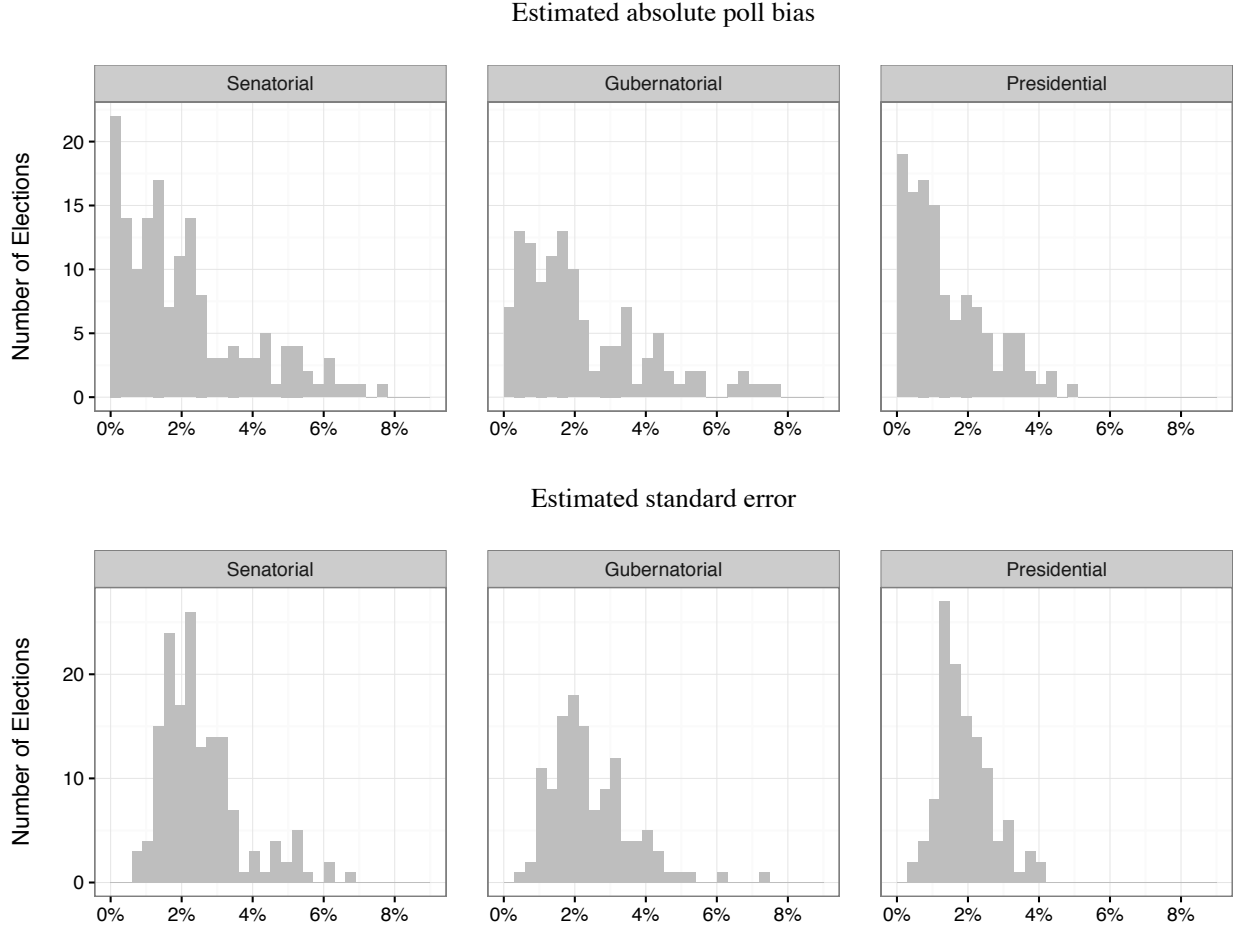 Estimated absolute poll bias
Senatorial Gubernatorial Presidential
Number of Elections
20
15
10
5
0
0% 2% 4% 6% 8% 0% 2% 4% 6% 8% 0% 2% 4% 6% 8%
Estimated standard error
Senatorial Gubernatorial Presidential
Number of Elections
20
10
0
0% 2% 4% 6% 8% 0% 2% 4% 6% 8% 0% 2% 4% 6% 8%